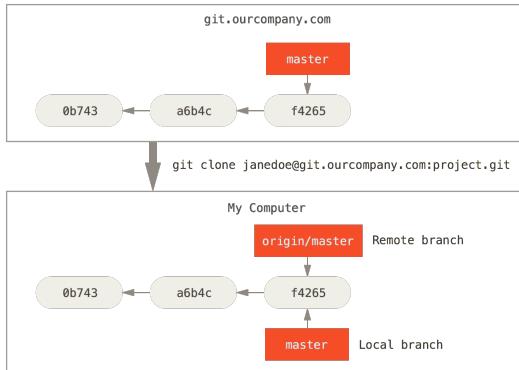 git.ourcompany.com
master
0b743 a6b4c f4265
git clone janedoe@git.ourcompany.com:project.git
My Computer
origin/master Remote branch
0b743 a6b4c f4265
master Local branch